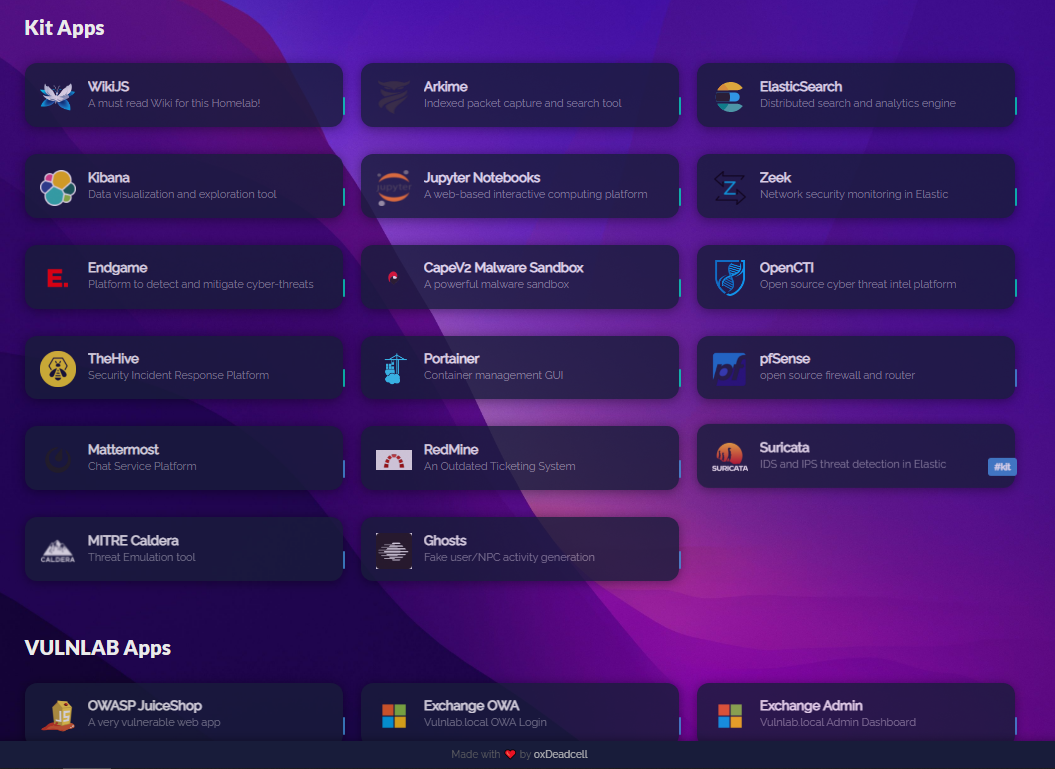 Kit Apps
WikiJS
A must read Wiki for this Homelab!
Arkime
Indexed packet capture and search tool
ElasticSearch
Distributed search and analytics engine
Kibana
Data visualization and exploration tool
jupyter
Jupyter Notebooks
A web-based interactive computing platform
Z
Zeek
Network security monitoring in Elastic
E.
Endgame
Platform to detect and mitigate cyber-threats
CapeV2 Malware Sandbox
A powerful malware sandbox
OpenCTI
Open source cyber threat intel platform
TheHive
Security Incident Response Platform
Portainer
Container management GUI
pfSense
open source firewall and router
Mattermost
Chat Service Platform
RedMine
An Outdated Ticketing System
SURICATA
Suricata
IDS and IPS threat detection in Elastic
#kit
CALDERA
MITRE Caldera
Threat Emulation tool
Ghosts
Fake user/NPC activity generation
VULNLAB Apps
JS
OWASP JuiceShop
A very vulnerable web app
Exchange OWA
Vulnlab.local OWA Login
Exchange Admin
Vulnlab.local Admin Dashboard
Made with ❤️ by oxDeadcell